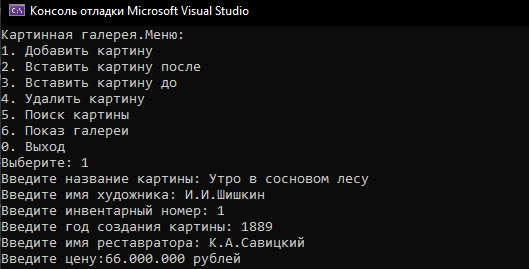 Консоль отладки Microsoft Visual Studio
Картинная галерея.Меню:
1. Добавить картину
2. Вставить картину после
3. Вставить картину до
4. Удалить картину
5. Поиск картины
6. Показ галереи
0. Выход
Выберите: 1
Введите название картины: Утро в сосновом лесу
Введите имя художника: И.И.Шишкин
Введите инвентарный номер: 1
Введите год создания картины: 1889
Введите имя реставратора: К.А.Савицкий
Введите цену:66.000.000 рублей